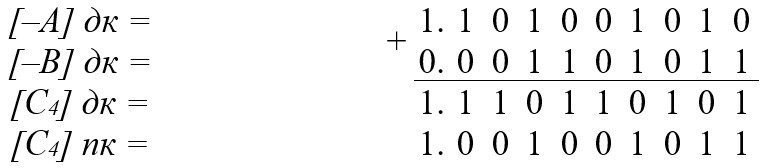 [–A] дк = 1. 1 0 1 0 0 1 0 1 0
+
[–B] дк = 0. 0 0 1 1 0 1 0 1 1
[C4] дк = 1. 1 1 0 1 1 0 1 0 1
[C4] пк = 1. 0 0 1 0 0 1 0 1 1